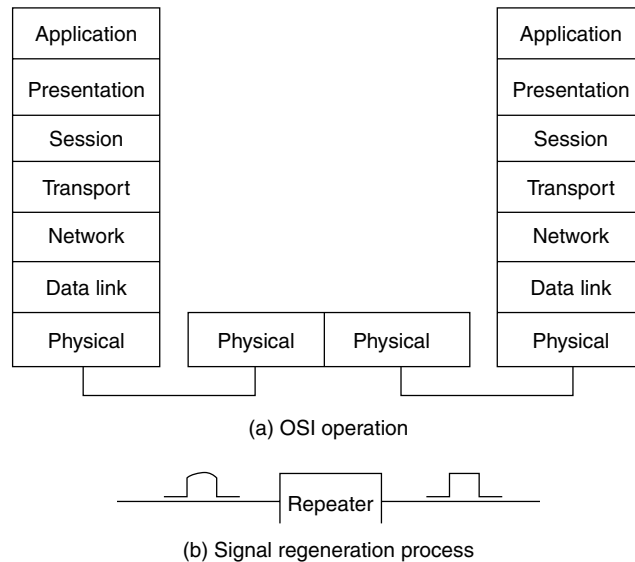 Application Application
Presentation Presentation
Session Session
Transport Transport
Network Network
Data link Data link
Physical Physical Physical Physical
(a) OSI operation
Repeater
(b) Signal regeneration process